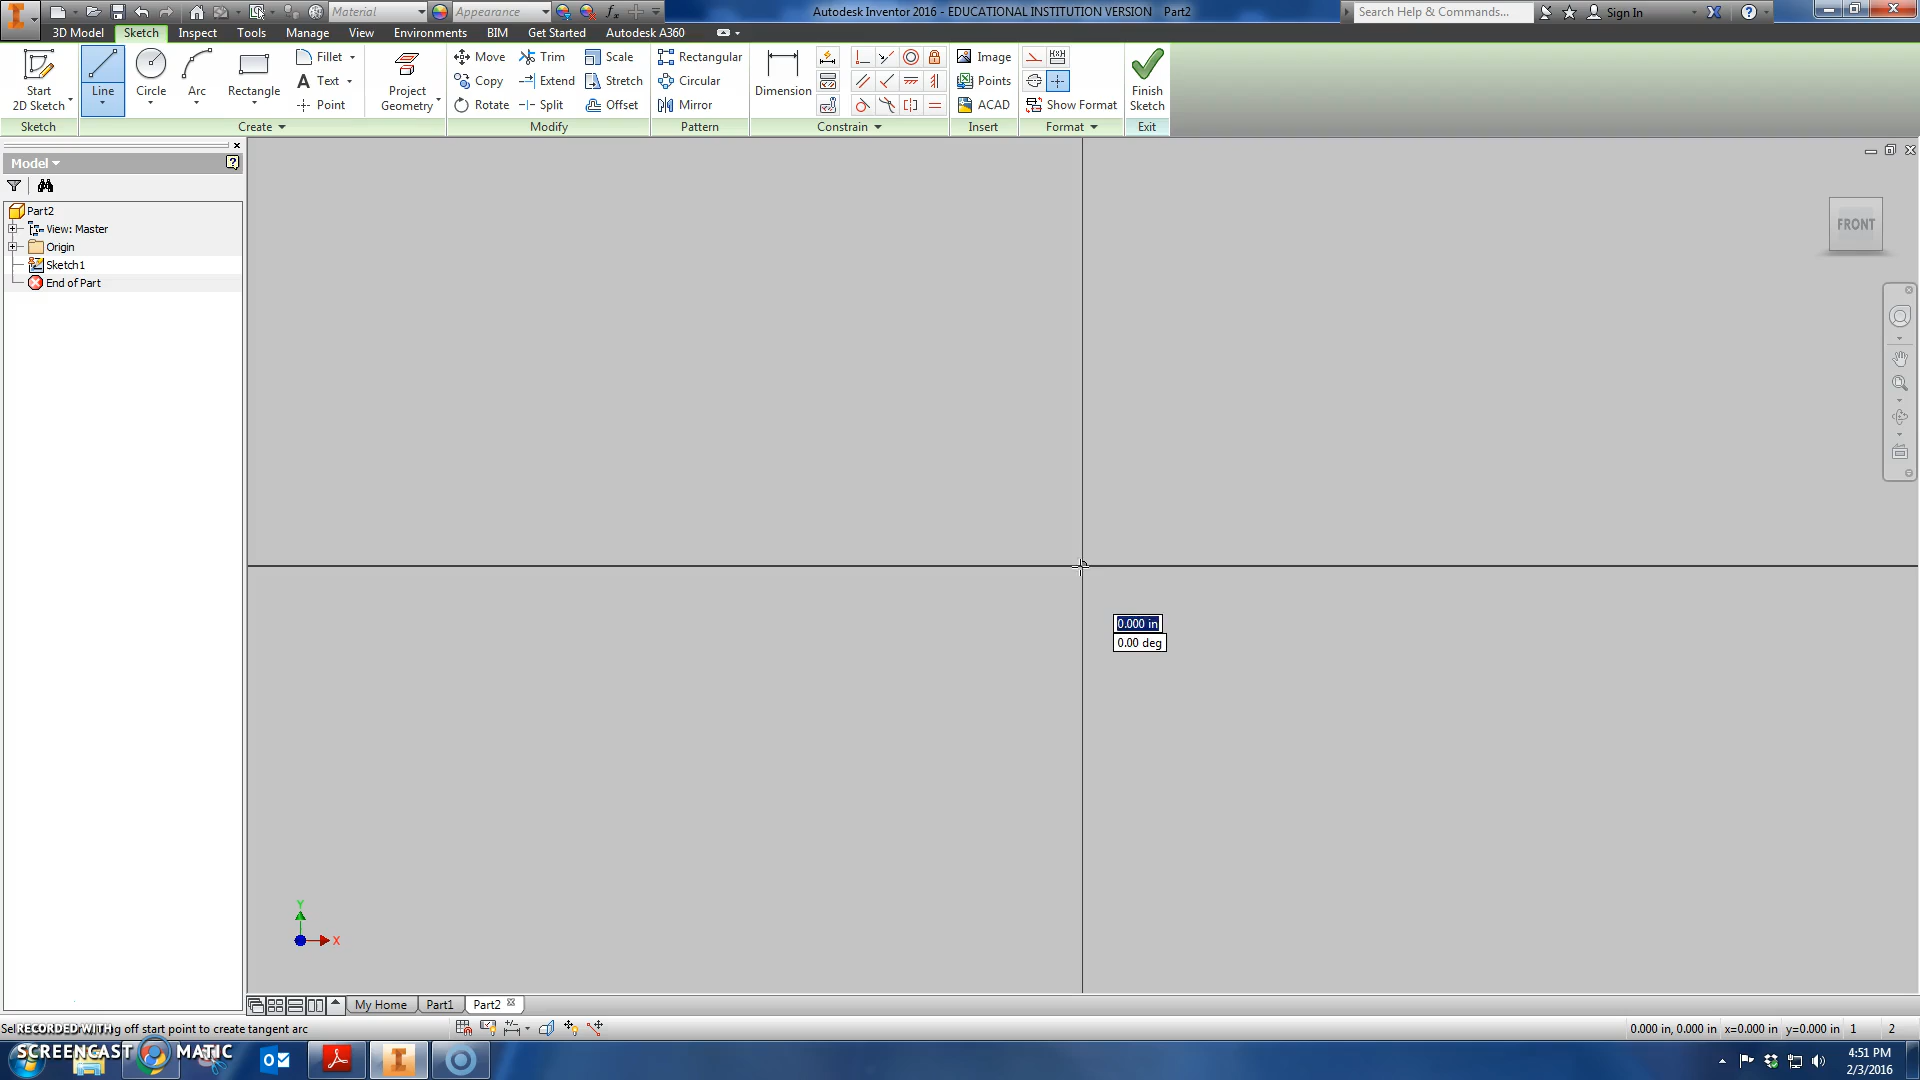 Material
Appearance
Autodesk Inventor 2016 - EDUCATIONAL INSTITUTION VERSION Part2
Search Help & Commands...
Sign In
3D Model Sketch Inspect Tools Manage View Environments BIM Get Started Autodesk A360
Start
2D Sketch
Line
Circle
Arc
Rectangle
Fillet
Text
Point
Project
Geometry
Move
Copy
Rotate
Trim
Extend
Split
Scale
Stretch
Offset
Rectangular
Circular
Mirror
Dimension
Image
Points
ACAD
Show Format
Finish
Sketch
Sketch Create Modify Pattern Constrain Insert Format Exit
Model
Part2
View: Master
Origin
Sketch1
End of Part
FRONT
0.000 in
0.00 deg
Y
X
My Home Part1 Part2
off start point to create tangent arc
0.000 in, 0.000 in x=0.000 in y=0.000 in 1 2
RECORDED WITH
SCREENCAST MATIC
4:51 PM
2/3/2016